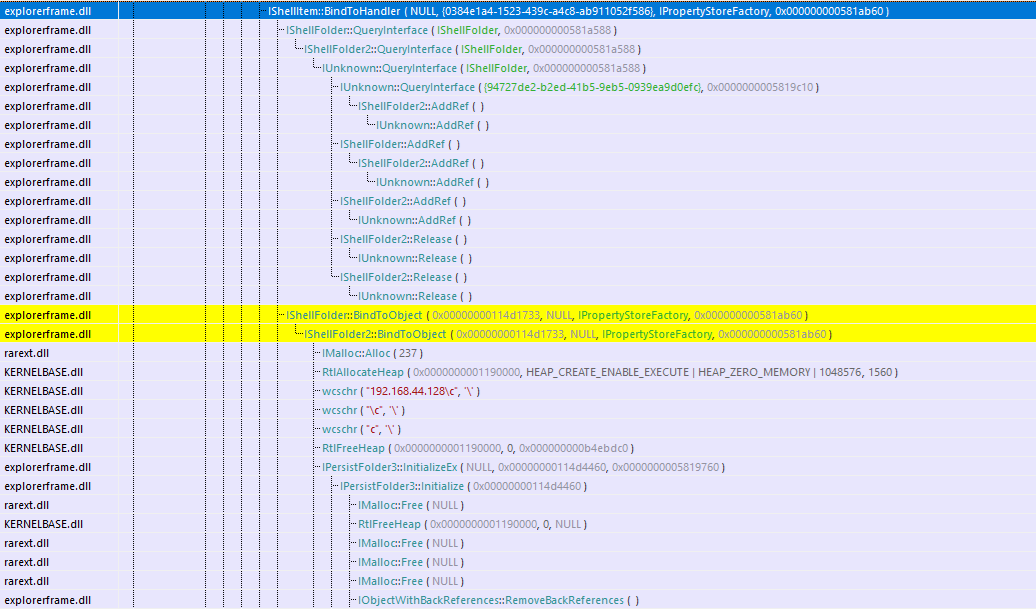 explorerframe.dll IShellItem::BindToHandler ( NULL, {0384e1a4-1523-439c-a4c8-ab911052f586}, IPropertyStoreFactory, 0x000000000581ab60 )
explorerframe.dll IShellFolder::QueryInterface ( IShellFolder, 0x000000000581a588 )
explorerframe.dll IShellFolder2::QueryInterface ( IShellFolder, 0x000000000581a588 )
explorerframe.dll IUnknown::QueryInterface ( IShellFolder, 0x000000000581a588 )
explorerframe.dll IUnknown::QueryInterface ( {94727de2-b2ed-41b5-9eb5-0939ea9d0efc}, 0x0000000005819c10 )
explorerframe.dll IShellFolder2::AddRef ( )
explorerframe.dll IUnknown::AddRef ( )
explorerframe.dll IShellFolder::AddRef ( )
explorerframe.dll IShellFolder2::AddRef ( )
explorerframe.dll IUnknown::AddRef ( )
explorerframe.dll IShellFolder2::AddRef ( )
explorerframe.dll IUnknown::AddRef ( )
explorerframe.dll IShellFolder2::Release ( )
explorerframe.dll IUnknown::Release ( )
explorerframe.dll IShellFolder2::Release ( )
explorerframe.dll IUnknown::Release ( )
explorerframe.dll IShellFolder::BindToObject ( 0x00000000114d1733, NULL, IPropertyStoreFactory, 0x000000000581ab60 )
explorerframe.dll IShellFolder2::BindToObject ( 0x00000000114d1733, NULL, IPropertyStoreFactory, 0x000000000581ab60 )
rarext.dll IMalloc::Alloc ( 237 )
KERNELBASE.dll RtlAllocateHeap ( 0x0000000001190000, HEAP_CREATE_ENABLE_EXECUTE | HEAP_ZERO_MEMORY | 1048576, 1560 )
KERNELBASE.dll wcschr ( "192.168.44.128\c", '\' )
KERNELBASE.dll wcschr ( "\c", '\' )
KERNELBASE.dll wcschr ( "c", '\' )
KERNELBASE.dll RtlFreeHeap ( 0x0000000001190000, 0, 0x000000000b4ebdc0 )
explorerframe.dll IPersistFolder3::InitializeEx ( NULL, 0x00000000114d4460, 0x0000000005819760 )
explorerframe.dll IPersistFolder3::Initialize ( 0x00000000114d4460 )
rarext.dll IMalloc::Free ( NULL )
KERNELBASE.dll RtlFreeHeap ( 0x0000000001190000, 0, NULL )
rarext.dll IMalloc::Free ( NULL )
rarext.dll IMalloc::Free ( NULL )
rarext.dll IMalloc::Free ( NULL )
explorerframe.dll IObjectWithBackReferences::RemoveBackReferences ( )